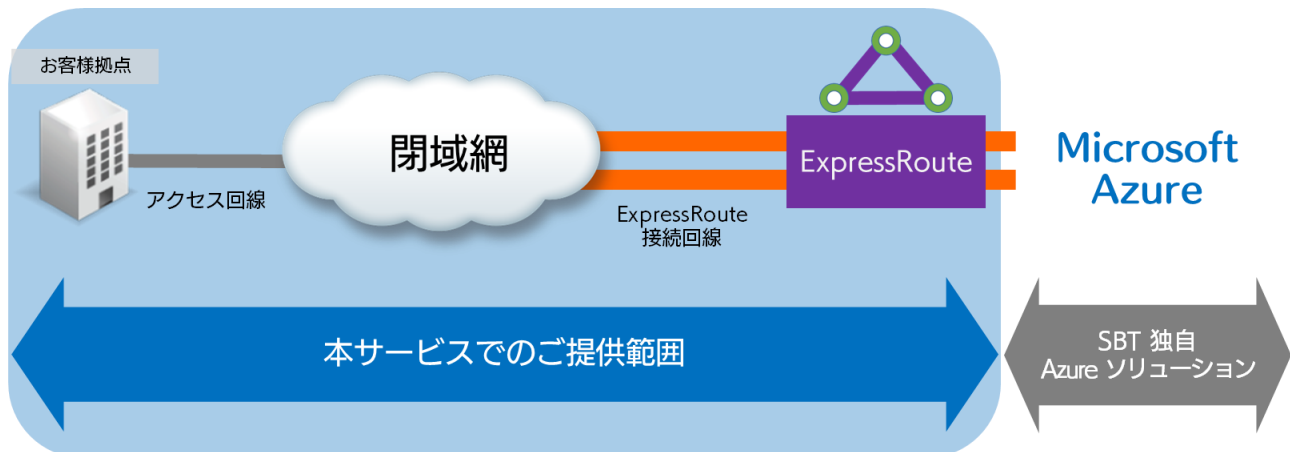 お客様拠点
アクセス回線
閉域網
ExpressRoute
接続回線
ExpressRoute
Microsoft
Azure
本サービスでのご提供範囲
SBT 独自
Azure ソリューション